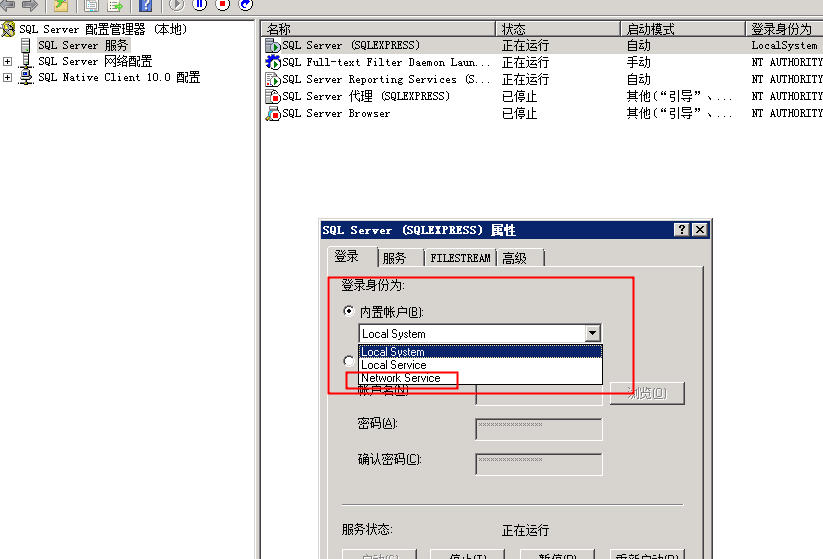 SQL Server 配置管理器 (本地)
SQL Server 服务
SQL Server 网络配置
SQL Native Client 10.0 配置
名称 状态 启动模式 登录身份为
SQL Server (SQLEXPRESS) 正在运行 自动 LocalSystem
SQL Full-text Filter Daemon Laun... 正在运行 手动 NT AUTHORITY
SQL Server Reporting Services (S... 正在运行 自动 NT AUTHORITY
SQL Server 代理 (SQLEXPRESS) 已停止 其他(“引导”、... NT AUTHORITY
SQL Server Browser 已停止 其他(“引导”、... NT AUTHORITY
SQL Server (SQLEXPRESS) 属性
登录 服务 FILESTREAM 高级
登录身份为:
内置帐户(B):
Local System
Local System
Local Service
Network Service
帐户名(N)
浏览(O)
密码(A):
***************
确认密码(C):
***************
服务状态: 正在运行
启动(S) 停止(T) 暂停(P) 重新启动(R)